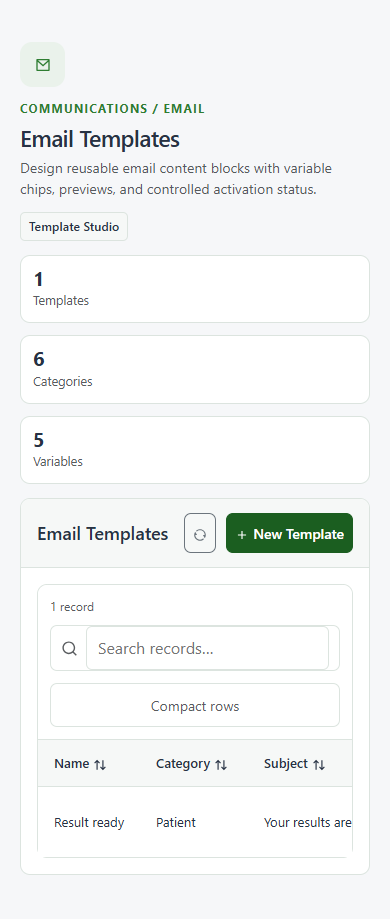 COMMUNICATIONS / EMAIL
Email Templates
Design reusable email content blocks with variable
chips, previews, and controlled activation status.
Template Studio
1
Templates
6
Categories
5
Variables
Email Templates
+ New Template
1 record
Search records...
Compact rows
Name Category Subject
Result ready Patient Your results are